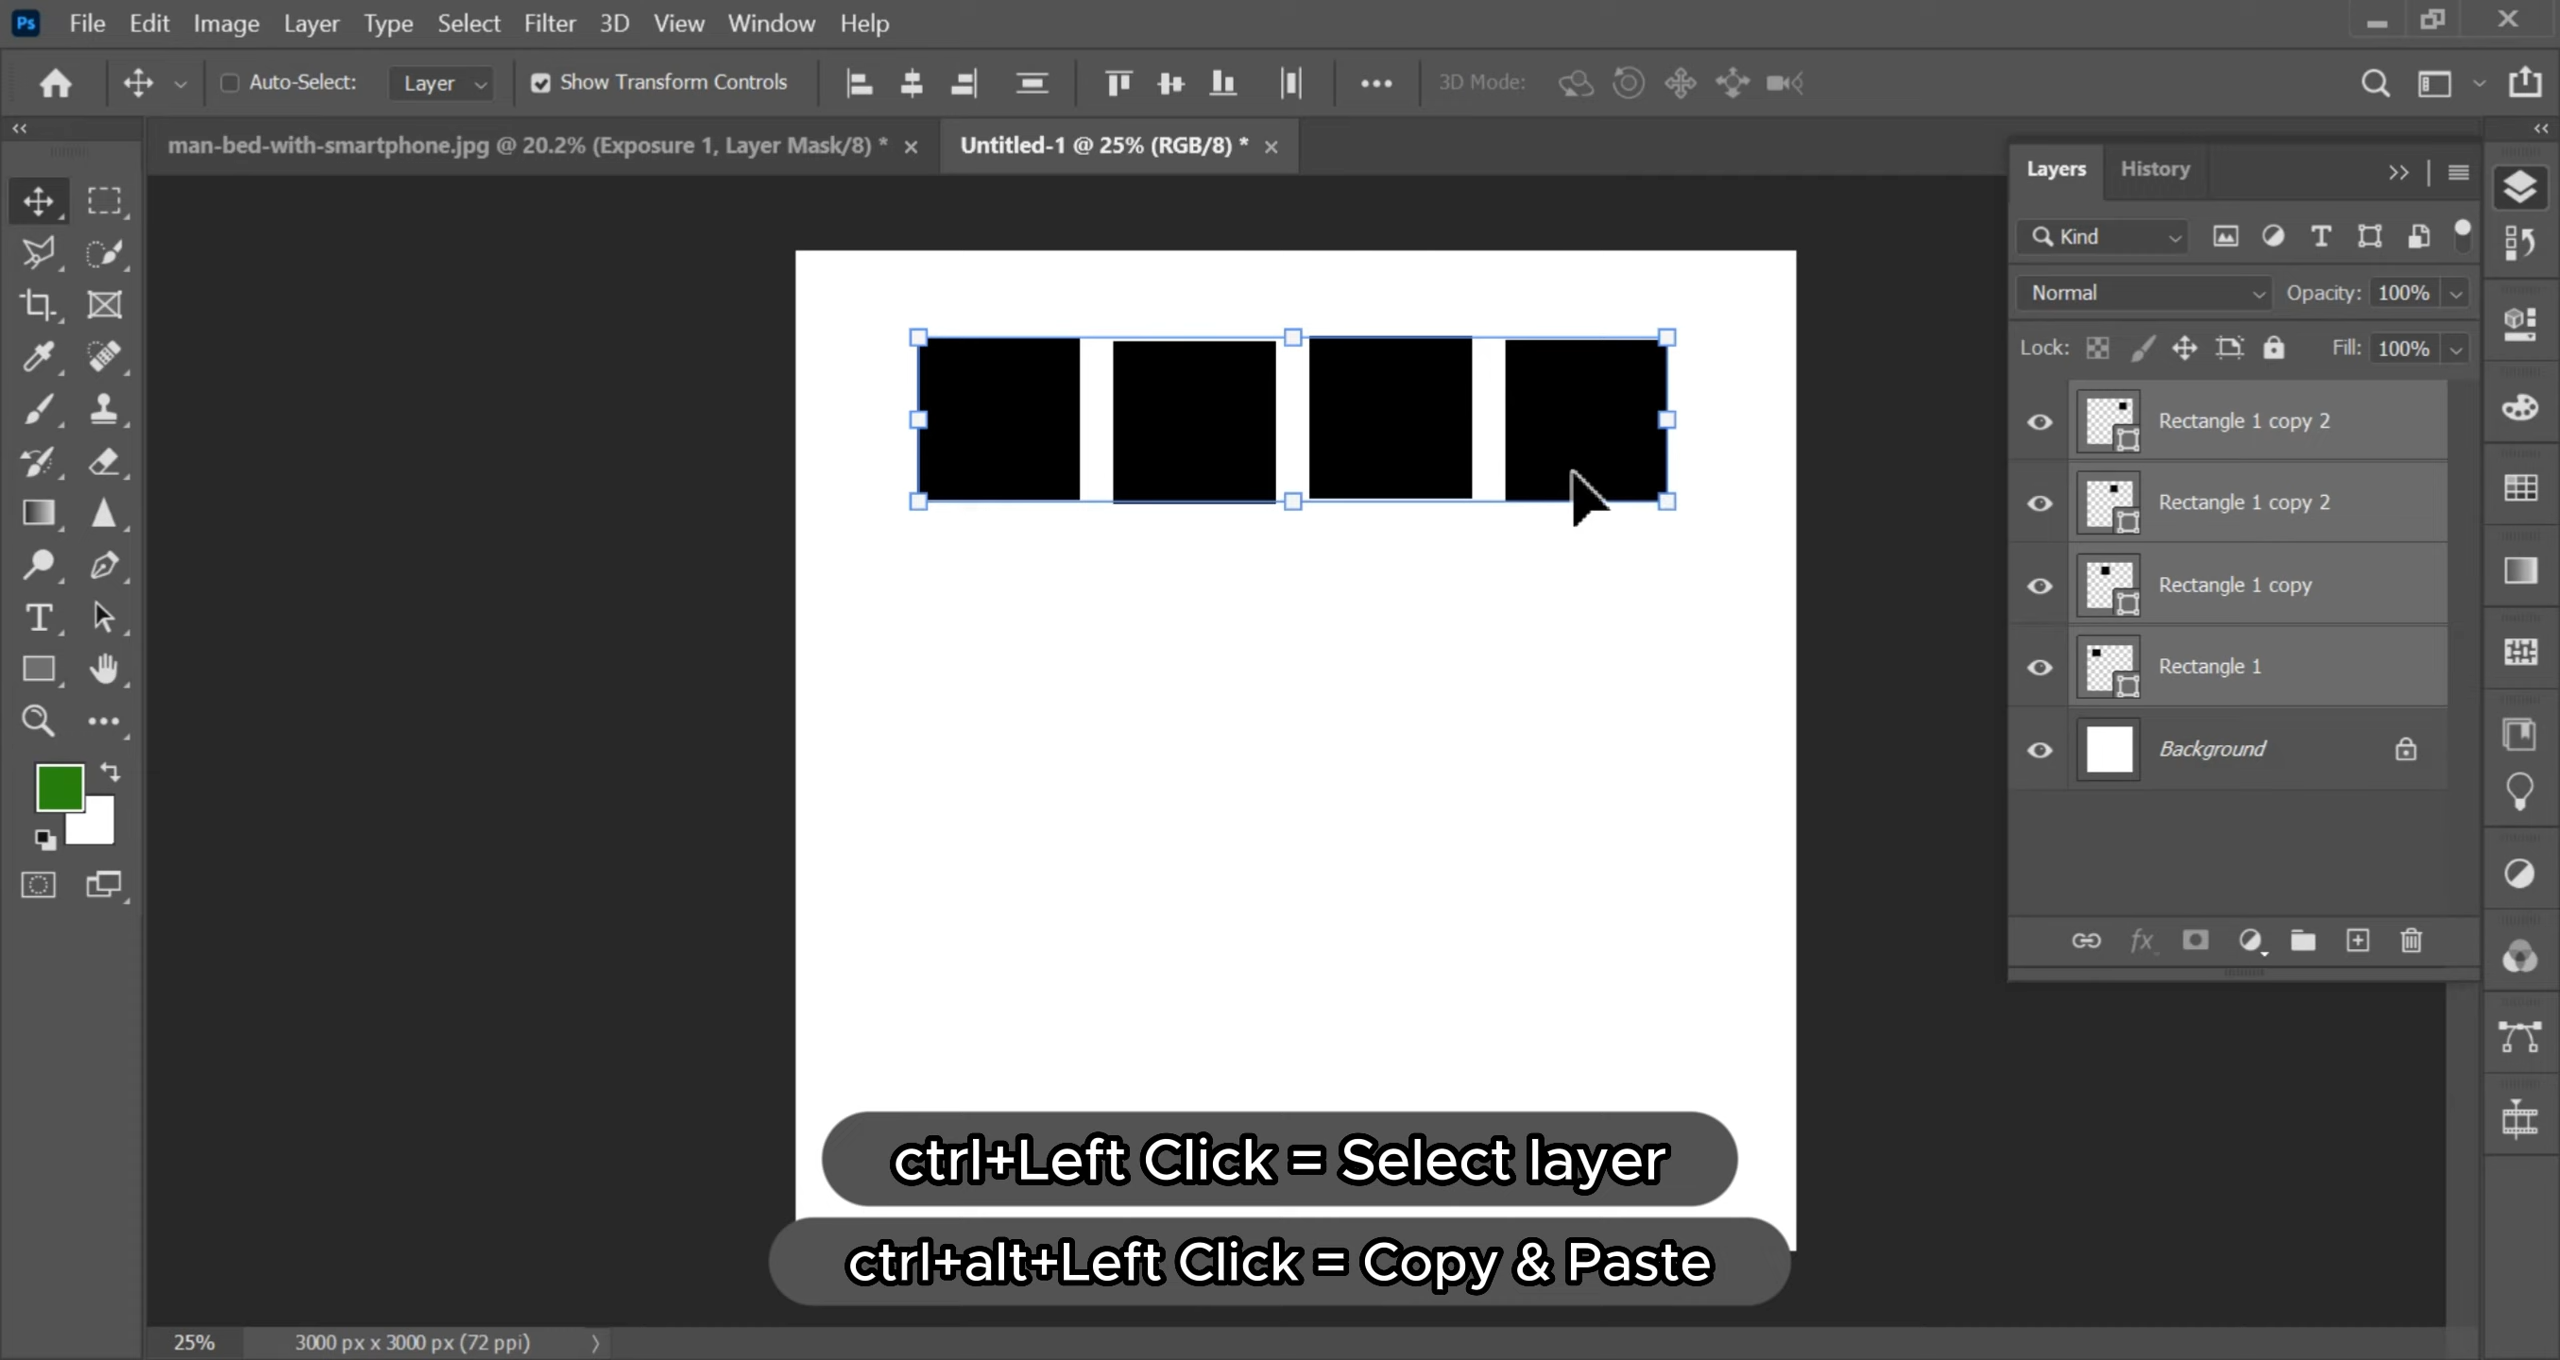 Ps File Edit Image Layer Type Select Filter 3D View Window Help
Auto-Select: Layer Show Transform Controls 3D Mode:
man-bed-with-smartphone.jpg @ 20.2% (Exposure 1, Layer Mask/8) * Untitled-1 @ 25% (RGB/8) *
Layers History
Kind
Normal Opacity: 100%
Lock: Fill: 100%
Rectangle 1 copy 2
Rectangle 1 copy 2
Rectangle 1 copy
Rectangle 1
Background
fx
ctrl+Left Click = Select layer
ctrl+alt+Left Click = Copy & Paste
25% 3000 px x 3000 px (72 ppi)